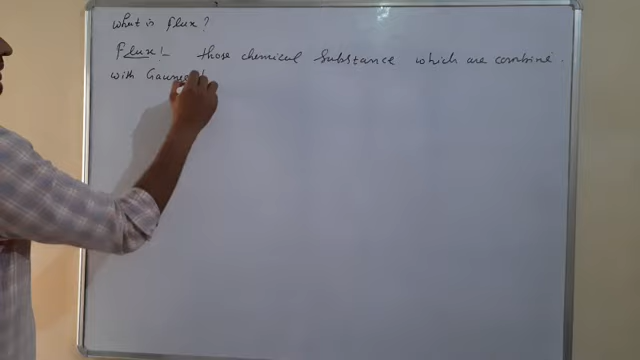 What is flux?
Flux:- those chemical substance which are combine
with